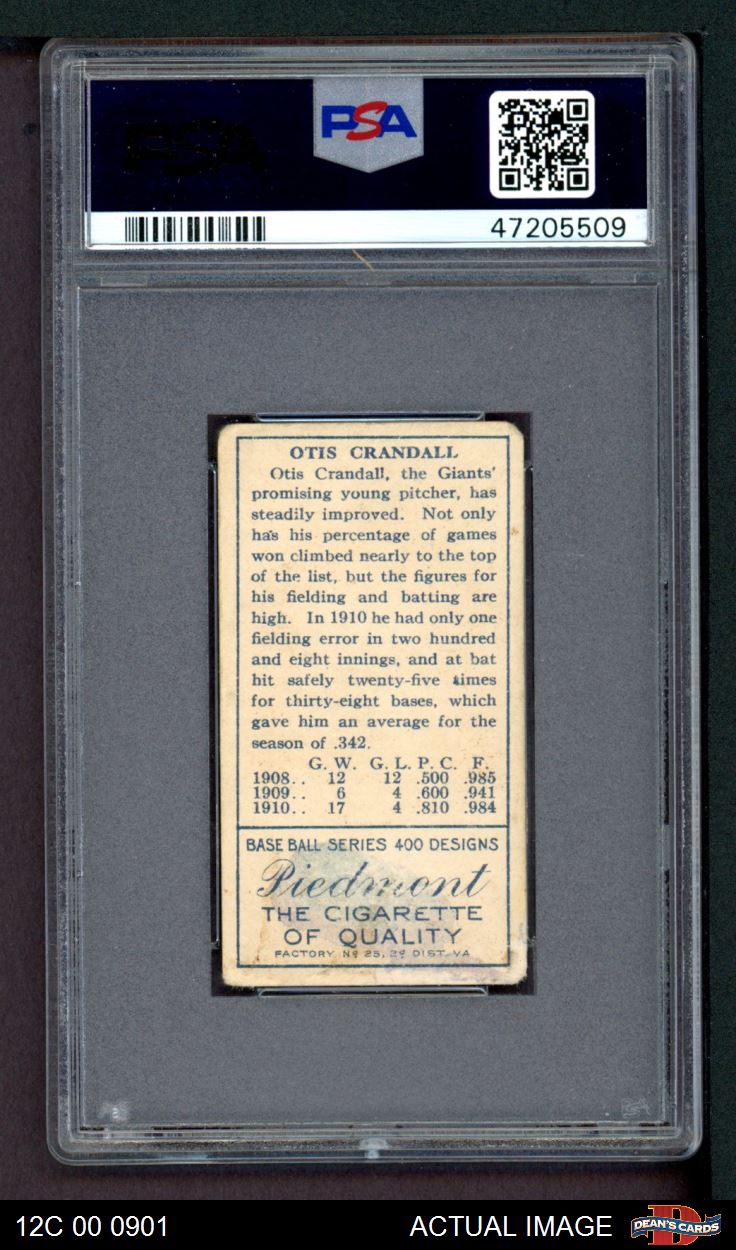 PSA
47205509
OTIS CRANDALL
Otis Crandall, the Giants'
promising young pitcher, has
steadily improved. Not only
has his percentage of games
won climbed nearly to the top
of the list, but the figures for
his fielding and batting are
high. In 1910 he had only one
fielding error in two hundred
and eight innings, and at bat
hit safely twenty-five times
for thirty-eight bases, which
gave him an average for the
season of .342.
G. W. G. L. P. C. F.
1908.. 12 12 .500 .985
1909.. 6 4 .600 .941
1910.. 17 4 .810 .984
BASE BALL SERIES 400 DESIGNS
Piedmont
THE CIGARETTE
OF QUALITY
FACTORY Nº 25, 2d DIST. VA
12C 00 0901
ACTUAL IMAGE
DEAN'S CARDS